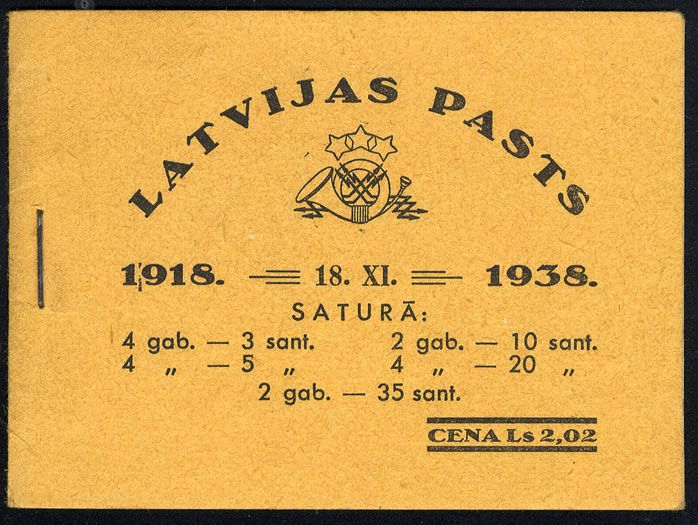 LATVIJAS PASTS
1918. 18. XI. 1938.
SATURĀ:
4 gab. — 3 sant. 2 gab. — 10 sant.
4 „ — 5 „ 4 „ — 20 „
2 gab. — 35 sant.
CENA Ls 2,02